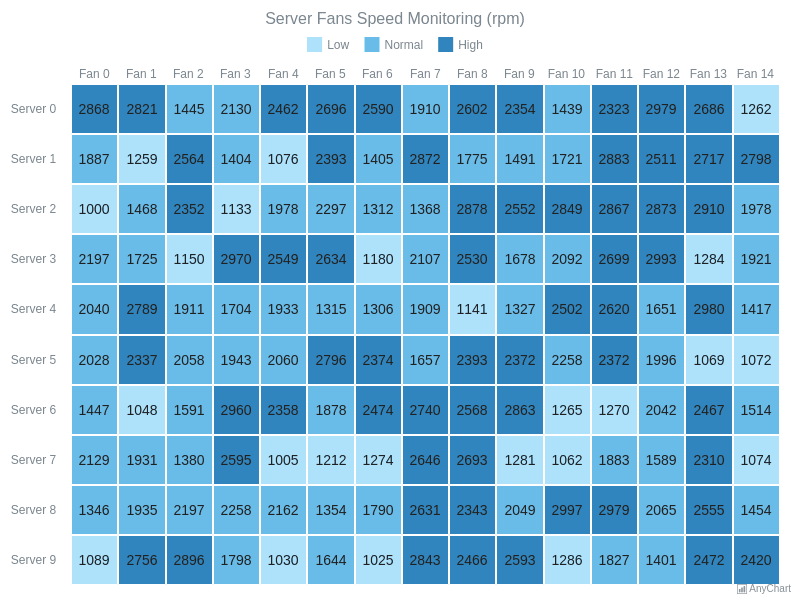 Server Fans Speed Monitoring (rpm)
Low Normal High
Fan 0 Fan 1 Fan 2 Fan 3 Fan 4 Fan 5 Fan 6 Fan 7 Fan 8 Fan 9 Fan 10 Fan 11 Fan 12 Fan 13 Fan 14
Server 0 2868 2821 1445 2130 2462 2696 2590 1910 2602 2354 1439 2323 2979 2686 1262
Server 1 1887 1259 2564 1404 1076 2393 1405 2872 1775 1491 1721 2883 2511 2717 2798
Server 2 1000 1468 2352 1133 1978 2297 1312 1368 2878 2552 2849 2867 2873 2910 1978
Server 3 2197 1725 1150 2970 2549 2634 1180 2107 2530 1678 2092 2699 2993 1284 1921
Server 4 2040 2789 1911 1704 1933 1315 1306 1909 1141 1327 2502 2620 1651 2980 1417
Server 5 2028 2337 2058 1943 2060 2796 2374 1657 2393 2372 2258 2372 1996 1069 1072
Server 6 1447 1048 1591 2960 2358 1878 2474 2740 2568 2863 1265 1270 2042 2467 1514
Server 7 2129 1931 1380 2595 1005 1212 1274 2646 2693 1281 1062 1883 1589 2310 1074
Server 8 1346 1935 2197 2258 2162 1354 1790 2631 2343 2049 2997 2979 2065 2555 1454
Server 9 1089 2756 2896 1798 1030 1644 1025 2843 2466 2593 1286 1827 1401 2472 2420
AnyChart